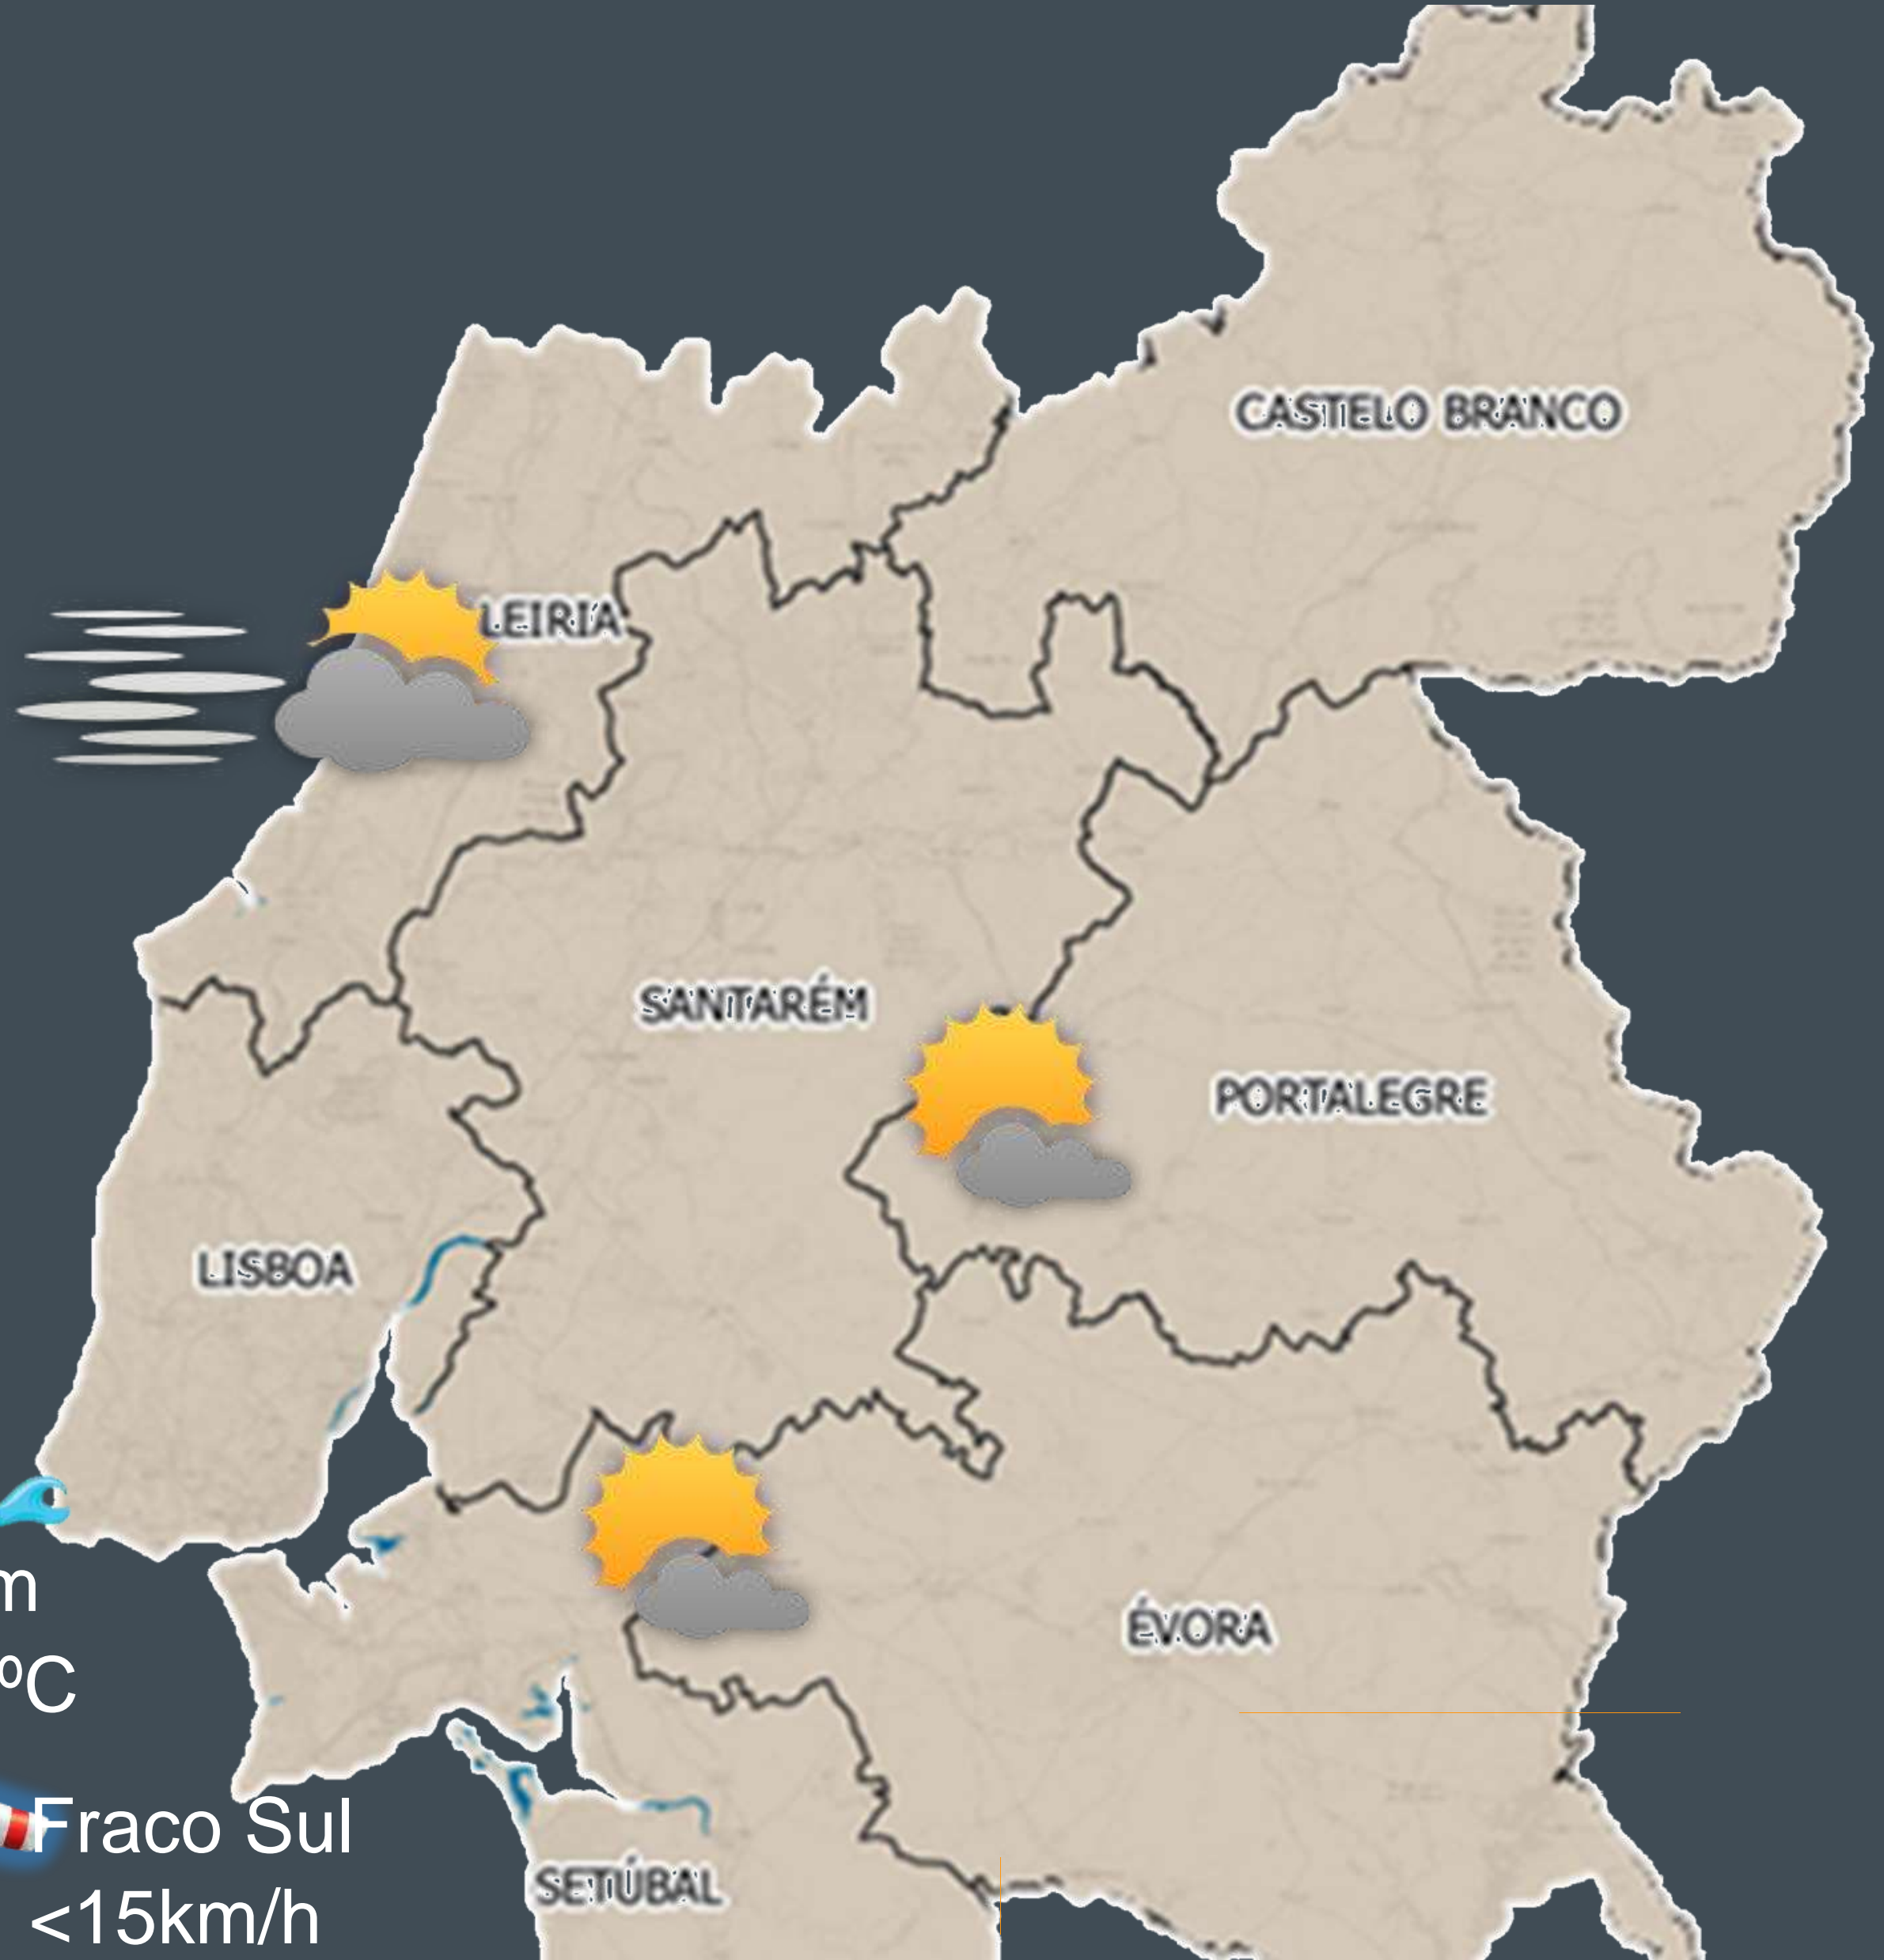 CASTELO BRANCO
LEIRIA
SANTARÉM
PORTALEGRE
LISBOA
m
ºC
ÉVORA
Fraco Sul
SETÚBAL
<15km/h